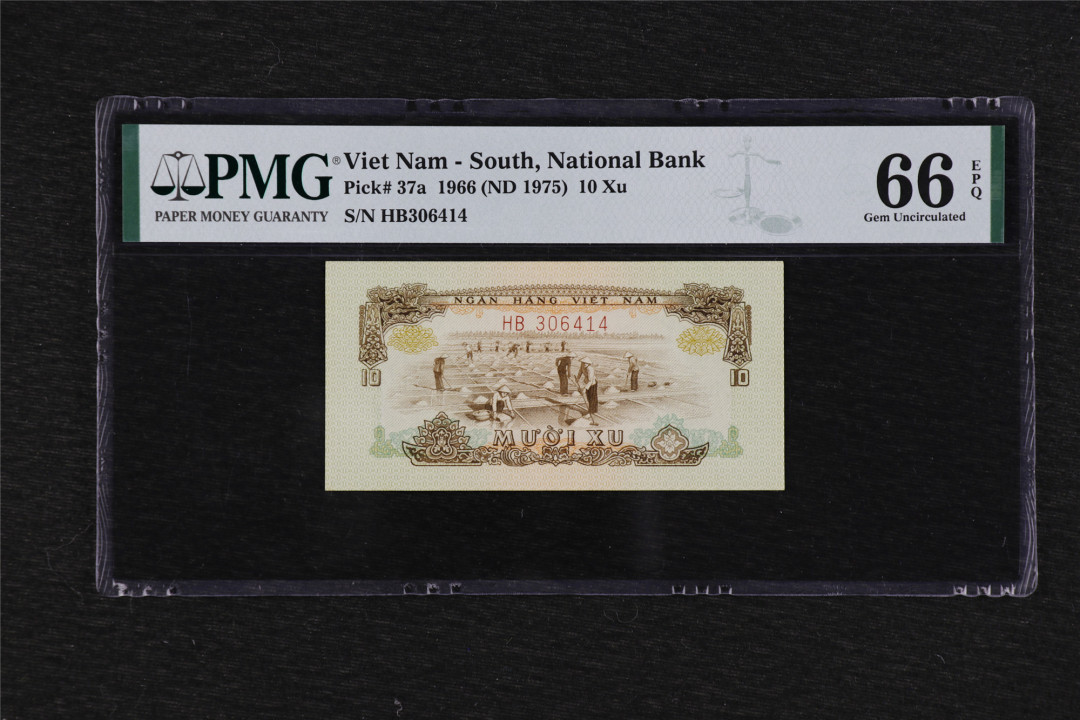 PMG®
PAPER MONEY GUARANTY
Viet Nam - South, National Bank
Pick# 37a 1966 (ND 1975) 10 Xu
S/N HB306414
66
EPQ
Gem Uncirculated
NGÂN HÀNG VIỆT NAM
HB 306414
10
10
MƯỜI XU